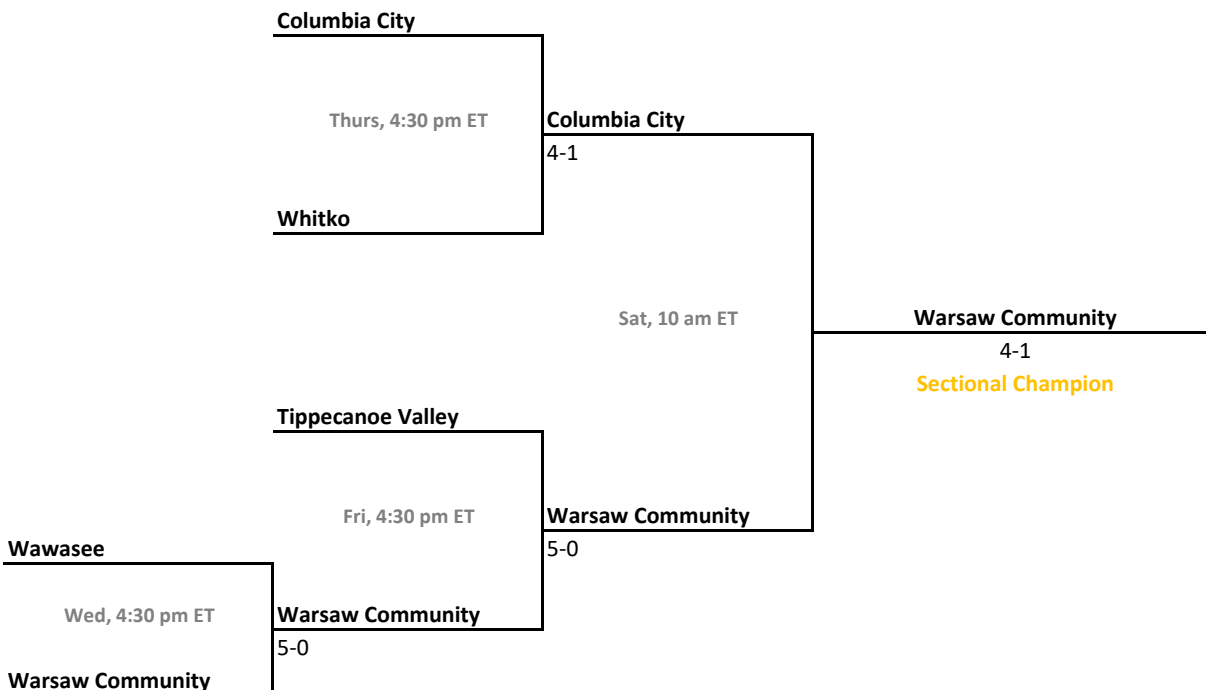 Columbia City
Thurs, 4:30 pm ET
Columbia City
4-1
Whitko
Sat, 10 am ET
Warsaw Community
4-1
Sectional Champion
Tippecanoe Valley
Fri, 4:30 pm ET
Warsaw Community
5-0
Wawasee
Wed, 4:30 pm ET
Warsaw Community
5-0
Warsaw Community